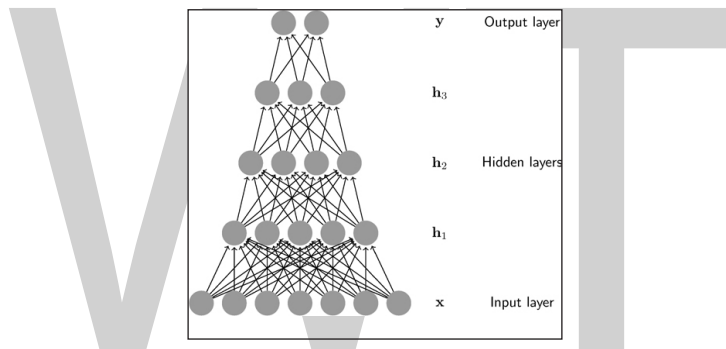 y Output layer
h₃
h₂ Hidden layers
h₁
x Input layer